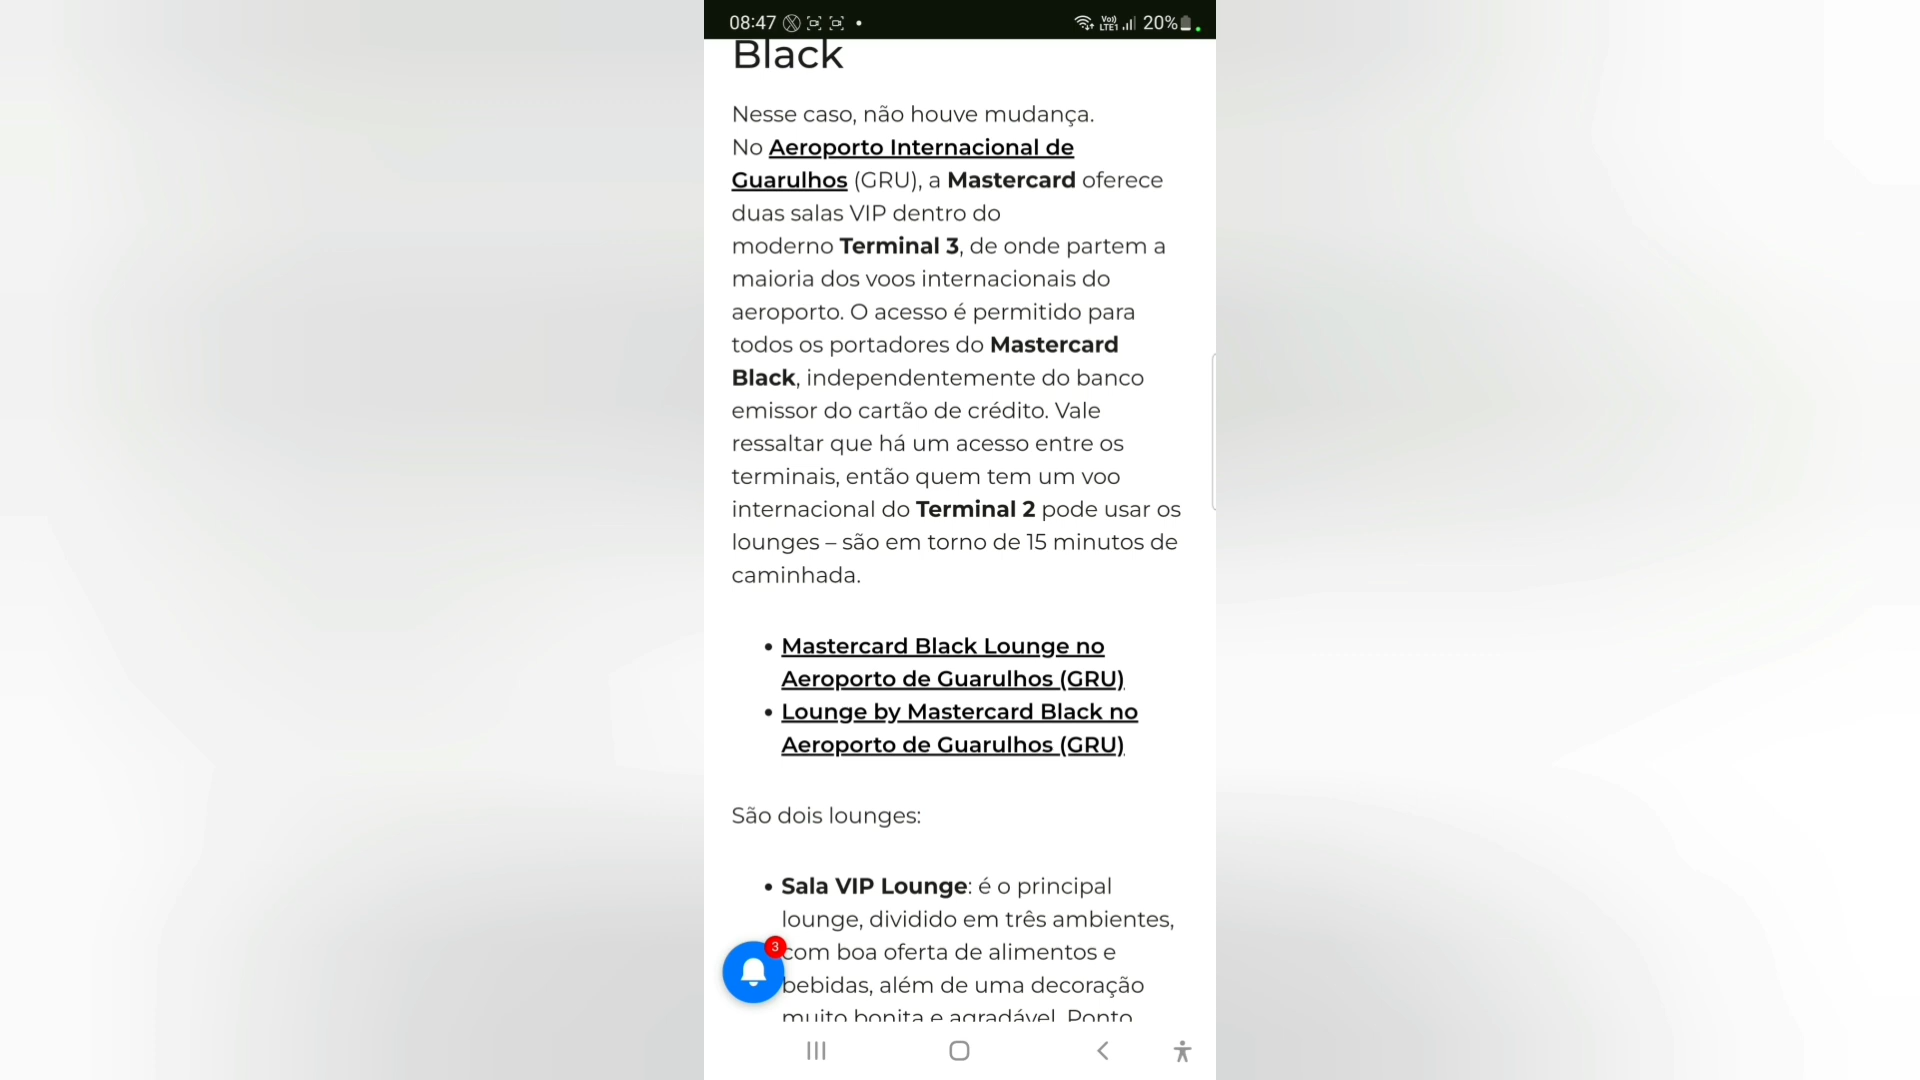 08:47 Vo)) LTE1 20%
Black
Nesse caso, não houve mudança.
No Aeroporto Internacional de
Guarulhos (GRU), a Mastercard oferece
duas salas VIP dentro do
moderno Terminal 3, de onde partem a
maioria dos voos internacionais do
aeroporto. O acesso é permitido para
todos os portadores do Mastercard
Black, independentemente do banco
emissor do cartão de crédito. Vale
ressaltar que há um acesso entre os
terminais, então quem tem um voo
internacional do Terminal 2 pode usar os
lounges – são em torno de 15 minutos de
caminhada.
• Mastercard Black Lounge no
Aeroporto de Guarulhos (GRU)
• Lounge by Mastercard Black no
Aeroporto de Guarulhos (GRU)
São dois lounges:
• Sala VIP Lounge: é o principal
lounge, dividido em três ambientes,
com boa oferta de alimentos e
bebidas, além de uma decoração
muito bonita e agradável. Ponto
3